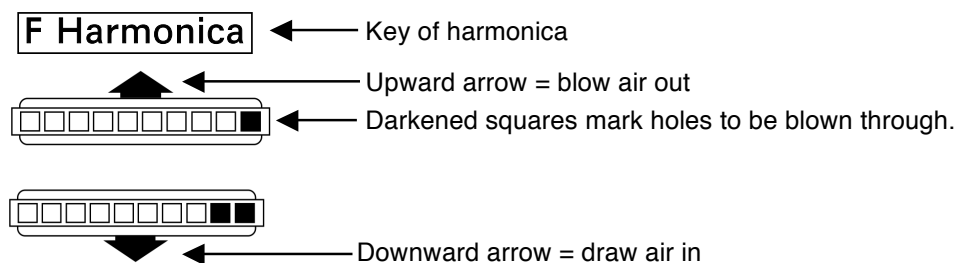 F Harmonica
Key of harmonica
Upward arrow = blow air out
Darkened squares mark holes to be blown through.
Downward arrow = draw air in